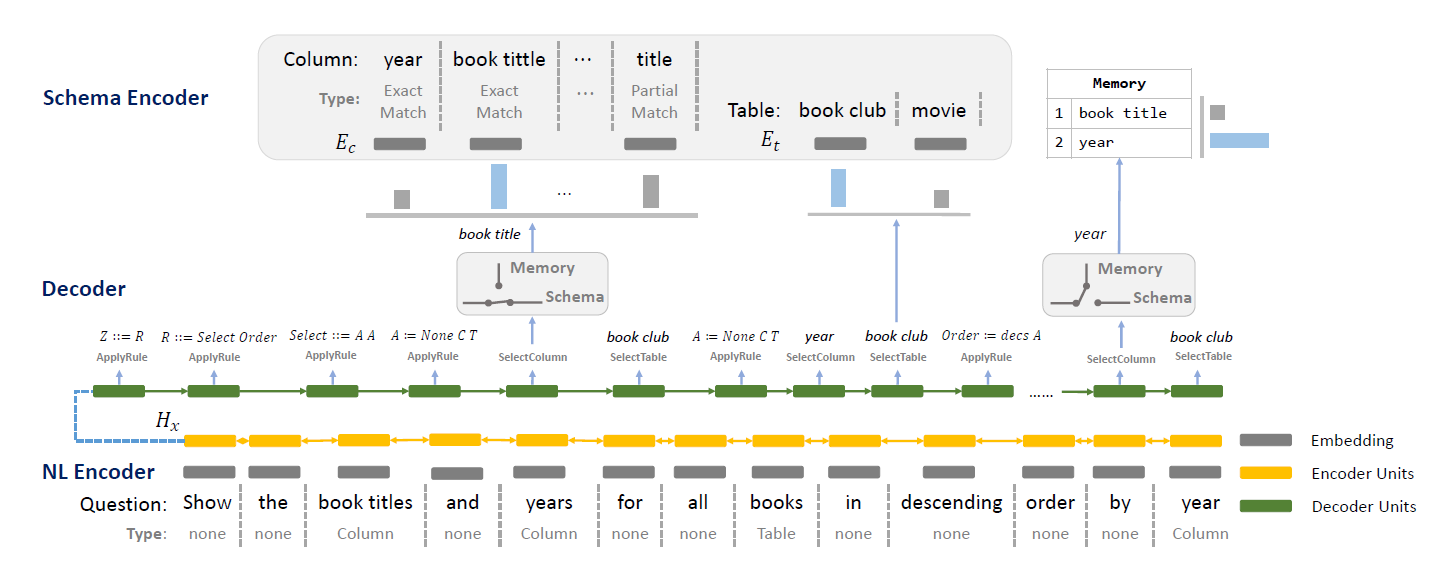 Schema Encoder
Column: year book tittle ... title
Type: Exact Match Exact Match ... Partial Match
E_c
Table: book club movie
E_t
Memory
1 book title
2 year
...
book title
year
Decoder
Memory
Schema
Memory
Schema
Z ::= R R ::= Select Order Select ::= A A A ::= None C T book club A := None C T year book club Order := decs A book club
ApplyRule ApplyRule ApplyRule ApplyRule SelectColumn SelectTable ApplyRule SelectColumn SelectTable ApplyRule SelectColumn SelectTable
......
H_x
NL Encoder
Question: Show the book titles and years for all books in descending order by year
Type: none none Column none Column none none Table none none none none Column
Embedding
Encoder Units
Decoder Units